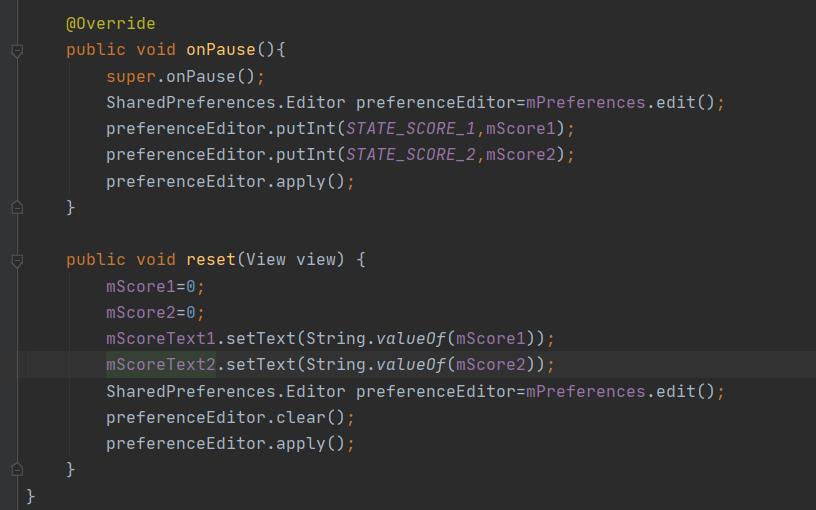 @Override
public void onPause(){
super.onPause();
SharedPreferences.Editor preferenceEditor=mPreferences.edit();
preferenceEditor.putInt(STATE_SCORE_1,mScore1);
preferenceEditor.putInt(STATE_SCORE_2,mScore2);
preferenceEditor.apply();
}
public void reset(View view) {
mScore1=0;
mScore2=0;
mScoreText1.setText(String.valueOf(mScore1));
mScoreText2.setText(String.valueOf(mScore2));
SharedPreferences.Editor preferenceEditor=mPreferences.edit();
preferenceEditor.clear();
preferenceEditor.apply();
}
}